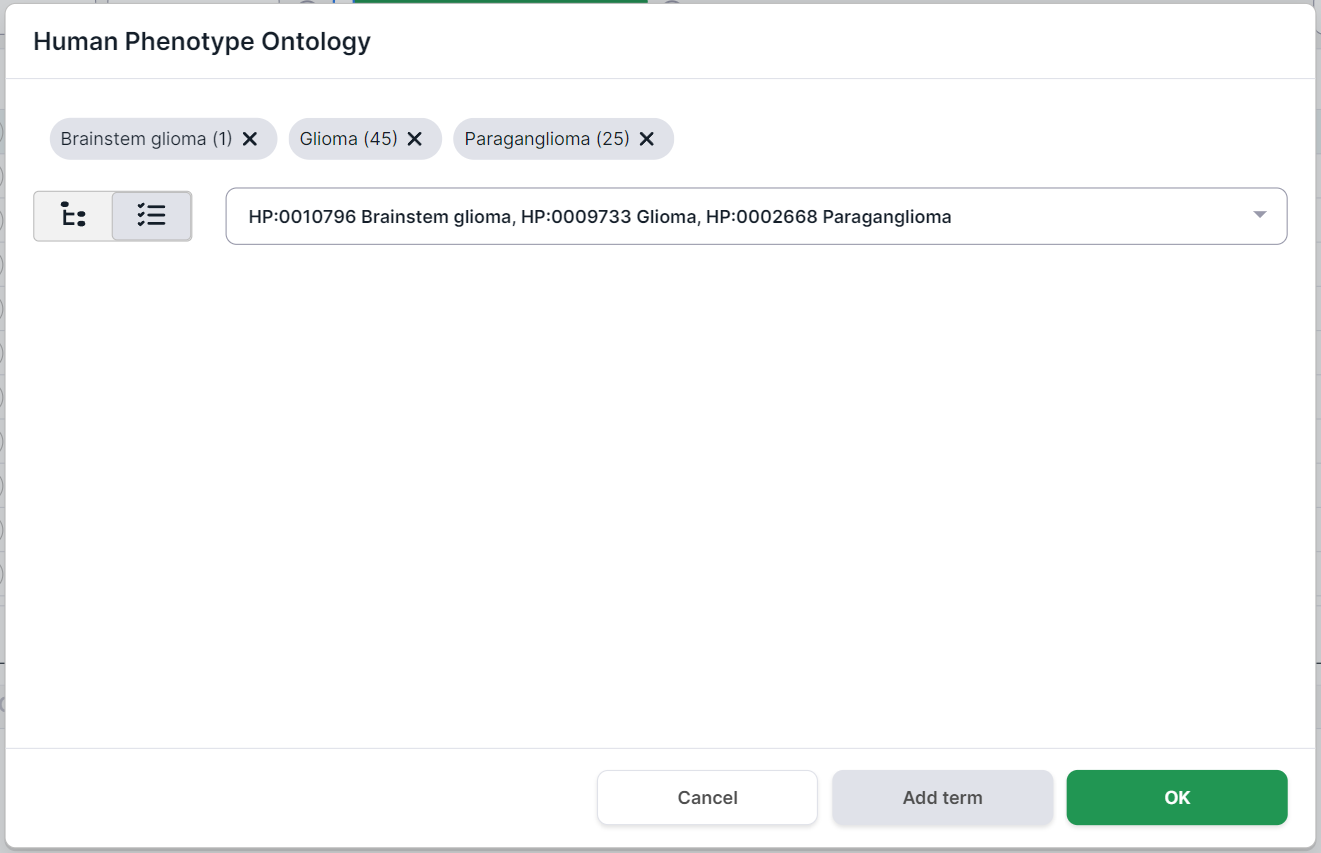 Human Phenotype Ontology
Brainstem glioma (1) Glioma (45) Paraganglioma (25)
HP:0010796 Brainstem glioma, HP:0009733 Glioma, HP:0002668 Paraganglioma
Cancel Add term OK